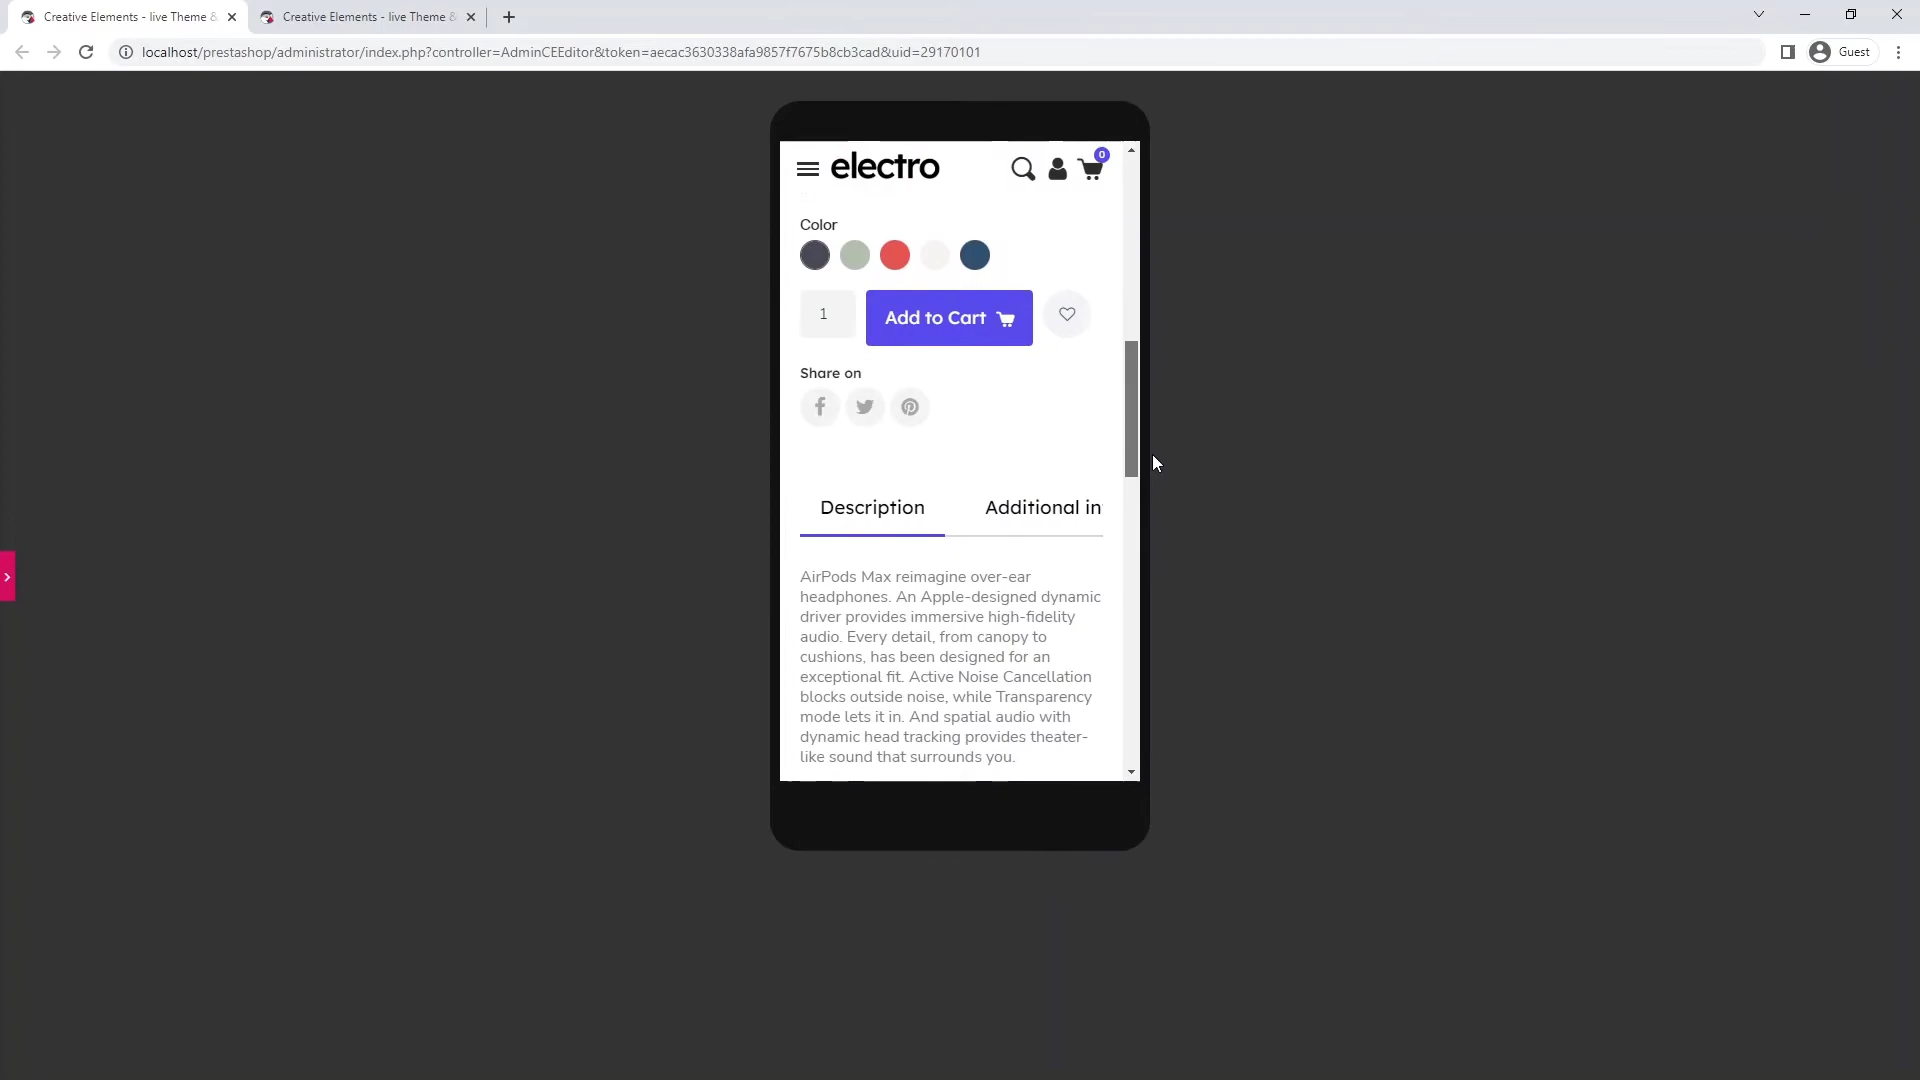 Creative Elements - live Theme &
Creative Elements - live Theme &
localhost/prestashop/administrator/index.php?controller=AdminCEEditor&token=aecac3630338afa9857f7675b8cb3cad&uid=29170101
Guest
electro
0
Color
1
Add to Cart
Share on
Description
Additional in
AirPods Max reimagine over-ear
headphones. An Apple-designed dynamic
driver provides immersive high-fidelity
audio. Every detail, from canopy to
cushions, has been designed for an
exceptional fit. Active Noise Cancellation
blocks outside noise, while Transparency
mode lets it in. And spatial audio with
dynamic head tracking provides theater-
like sound that surrounds you.